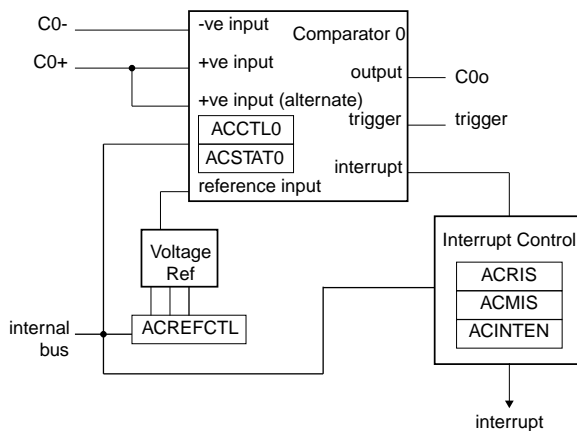 C0-
-ve input
Comparator 0
C0+
+ve input
output
C0o
+ve input (alternate)
trigger
trigger
ACCTL0
ACSTAT0
interrupt
reference input
Voltage
Ref
Interrupt Control
ACRIS
ACMIS
ACINTEN
internal
bus
ACREFCTL
interrupt